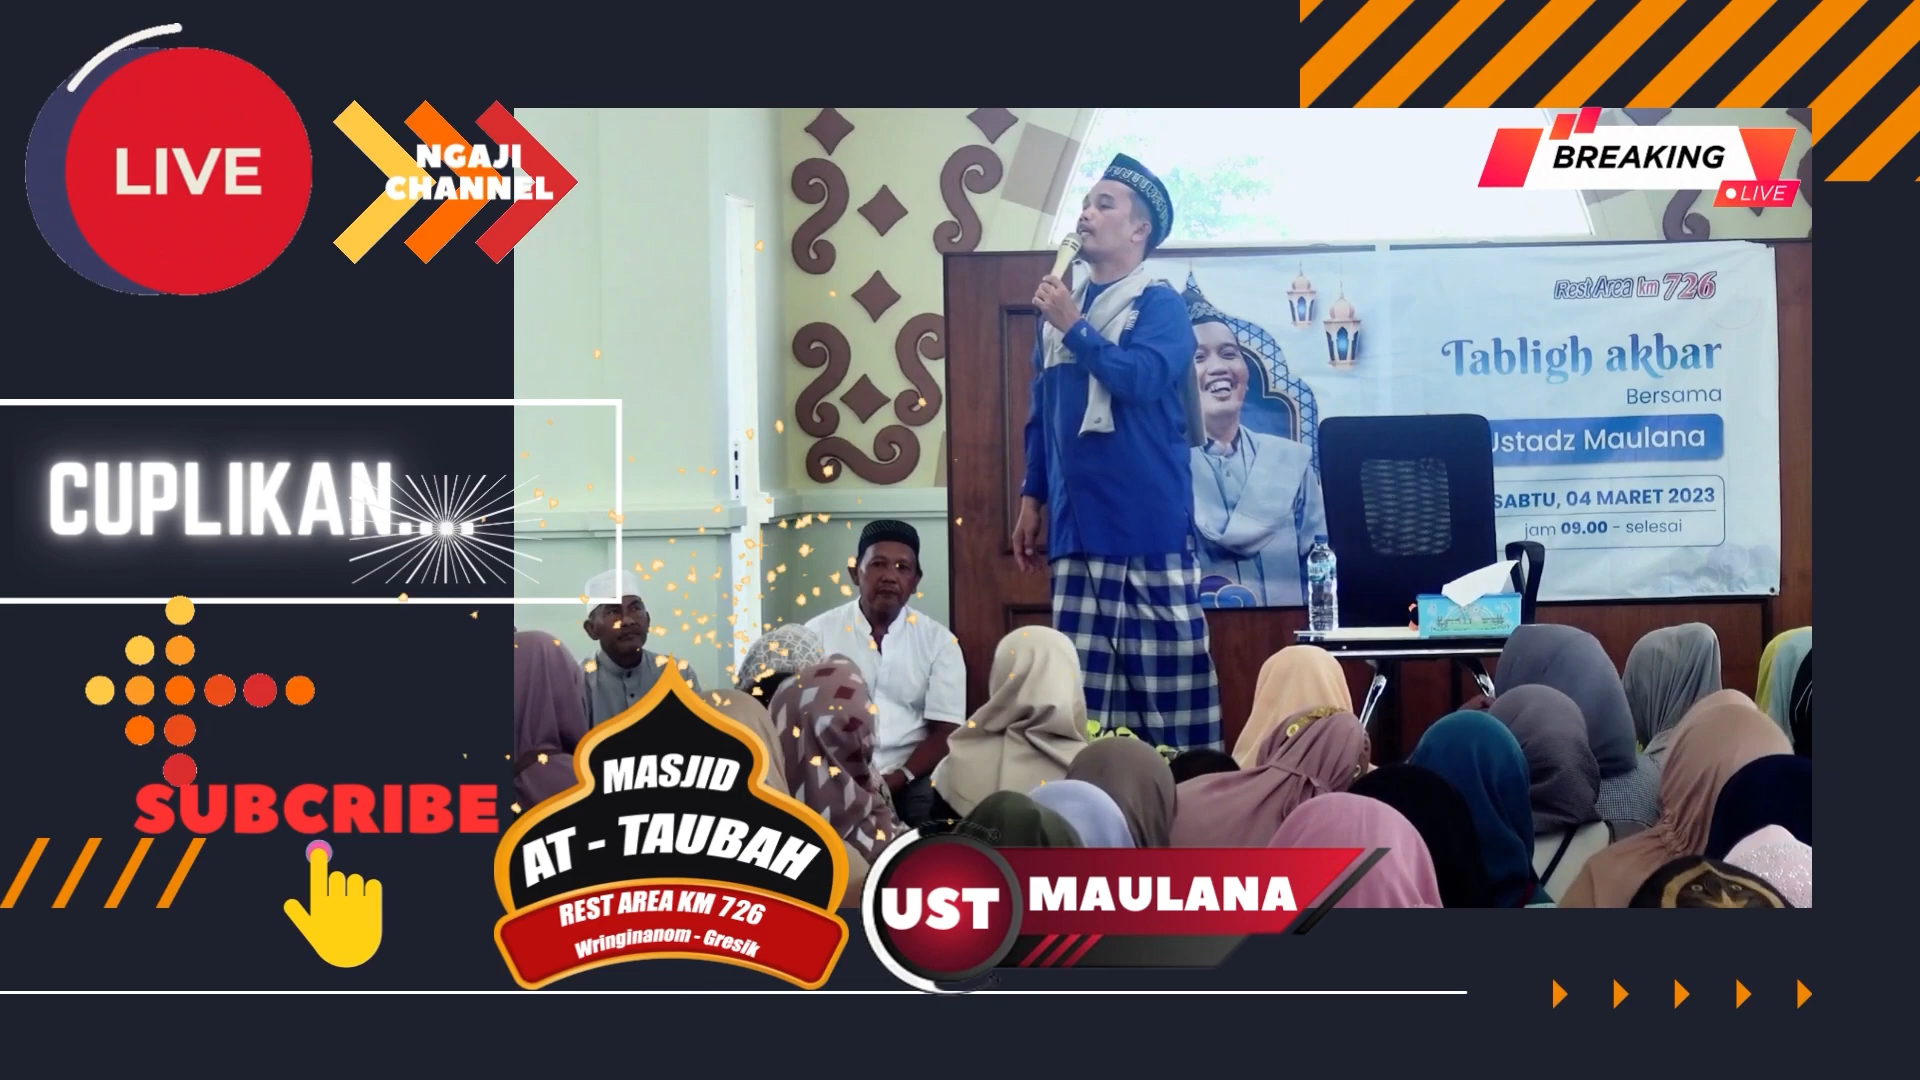 LIVE
NGAJI
CHANNEL
BREAKING
LIVE
Rest Area km 726
Tabligh akbar
Bersama
Ustadz Maulana
SABTU, 04 MARET 2023
jam 09.00 - selesai
CUPLIKAN....
SUBCRIBE
MASJID
AT - TAUBAH
REST AREA KM 726
Wringinanom - Gresik
UST MAULANA